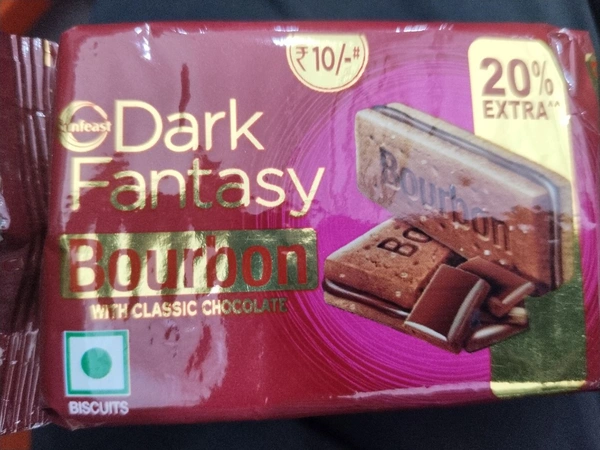 ₹10/-#
20%
EXTRA^^
Sunfeast
Dark
Fantasy
Bourbon
WITH CLASSIC CHOCOLATE
Bourbon
Bo
BISCUITS